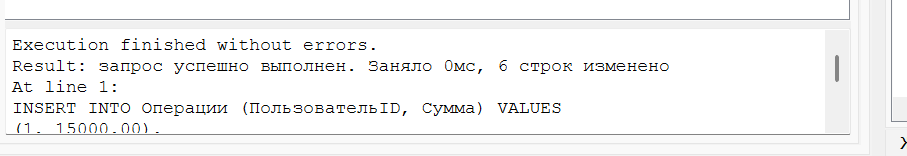 Execution finished without errors.
Result: запрос успешно выполнен. Заняло 0мс, 6 строк изменено
At line 1:
INSERT INTO Операции (ПользовательID, Сумма) VALUES
(1, 15000.00),